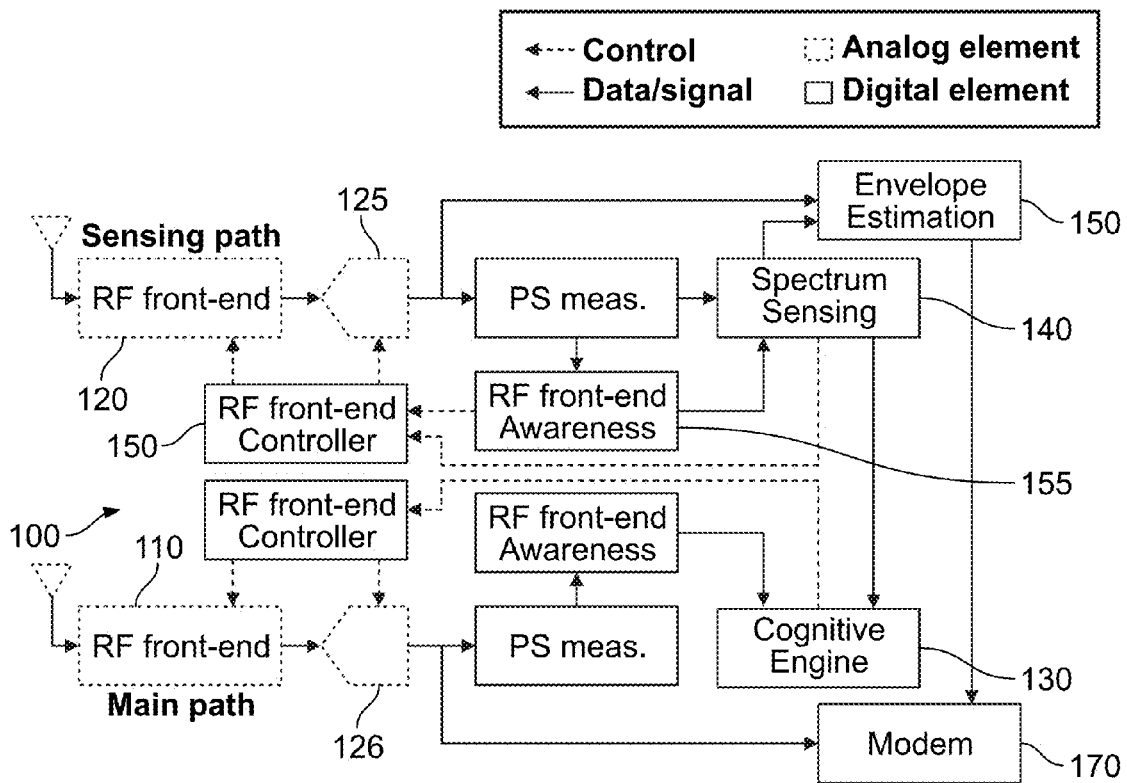 Control
Analog element
Data/signal
Digital element
Envelope
Estimation
150
125
Sensing path
RF front-end
PS meas.
Spectrum
Sensing
140
120
RF front-end
Controller
150
RF front-end
Awareness
155
RF front-end
Controller
100
110
RF front-end
Awareness
RF front-end
PS meas.
Cognitive
Engine
130
Main path
126
Modem
170